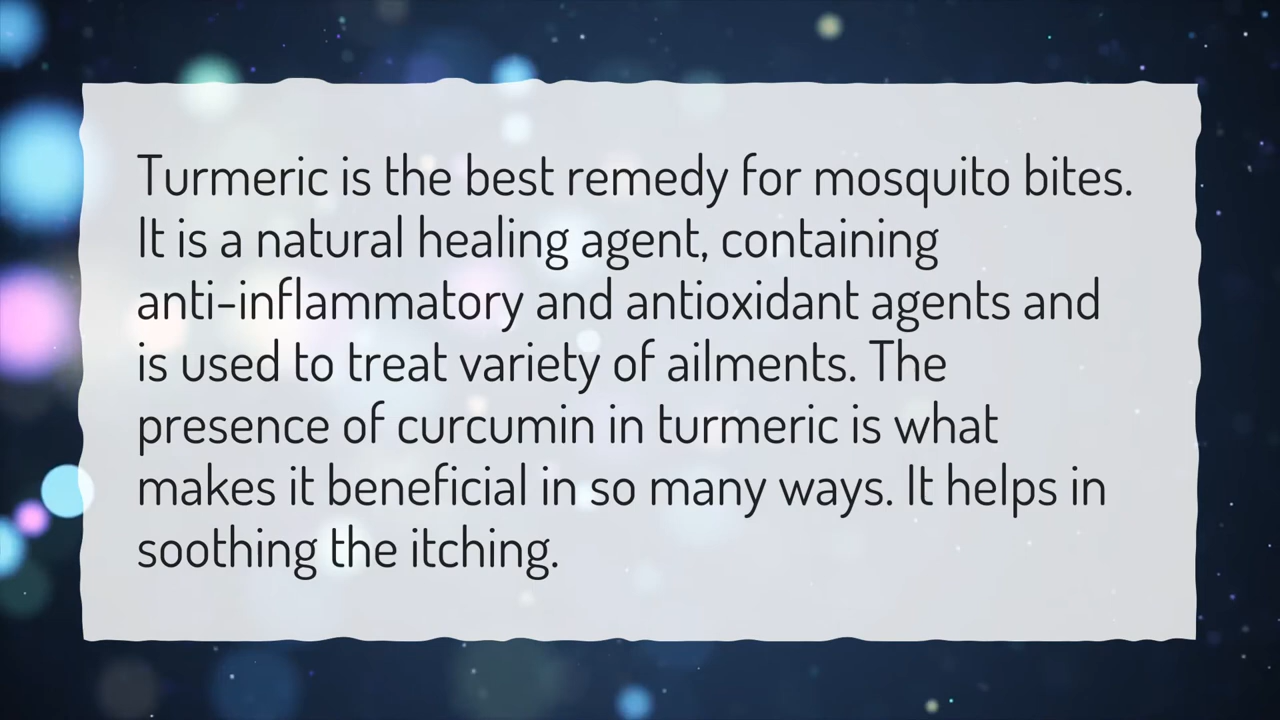 Turmeric is the best remedy for mosquito bites.
It is a natural healing agent, containing
anti-inflammatory and antioxidant agents and
is used to treat variety of ailments. The
presence of curcumin in turmeric is what
makes it beneficial in so many ways. It helps in
soothing the itching.